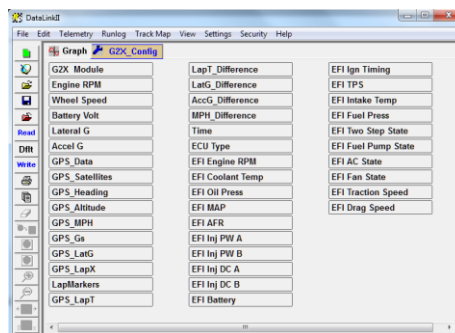 DataLinkII
File Edit Telemetry Runlog Track Map View Settings Security Help
Graph G2X_Config
Read
Dflt
Write
G2X Module
Engine RPM
Wheel Speed
Battery Volt
Lateral G
Accel G
GPS_Data
GPS_Satellites
GPS_Heading
GPS_Altitude
GPS_MPH
GPS_Gs
GPS_LatG
GPS_LapX
LapMarkers
GPS_LapT
LapT_Difference
LatG_Difference
AccG_Difference
MPH_Difference
Time
ECU Type
EFI Engine RPM
EFI Coolant Temp
EFI Oil Press
EFI MAP
EFI AFR
EFI Inj PW A
EFI Inj PW B
EFI Inj DC A
EFI Inj DC B
EFI Battery
EFI Ign Timing
EFI TPS
EFI Intake Temp
EFI Fuel Press
EFI Two Step State
EFI Fuel Pump State
EFI AC State
EFI Fan State
EFI Traction Speed
EFI Drag Speed